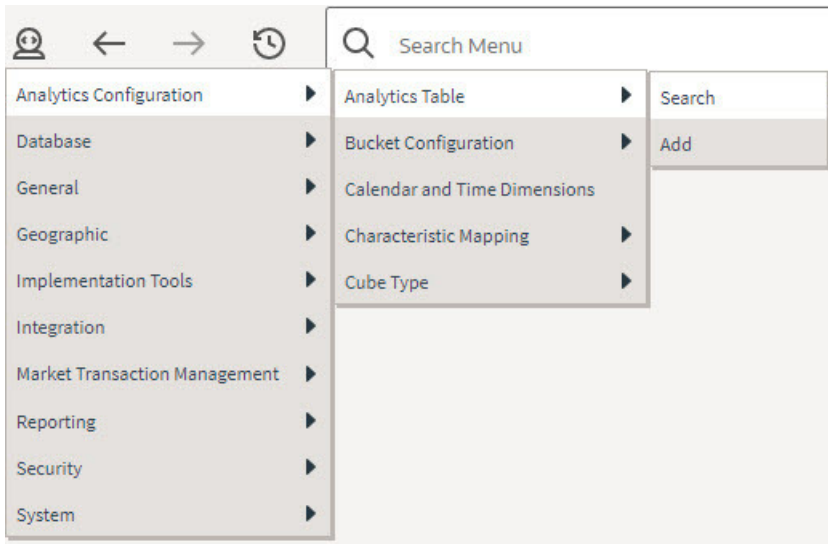 Search Menu
Analytics Configuration
Database
General
Geographic
Implementation Tools
Integration
Market Transaction Management
Reporting
Security
System
Analytics Table
Bucket Configuration
Calendar and Time Dimensions
Characteristic Mapping
Cube Type
Search
Add